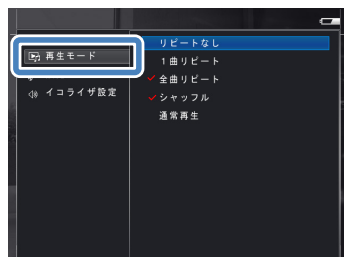 再生モード
イコライザ設定
リピートなし
1曲リピート
全曲リピート
シャッフル
通常再生